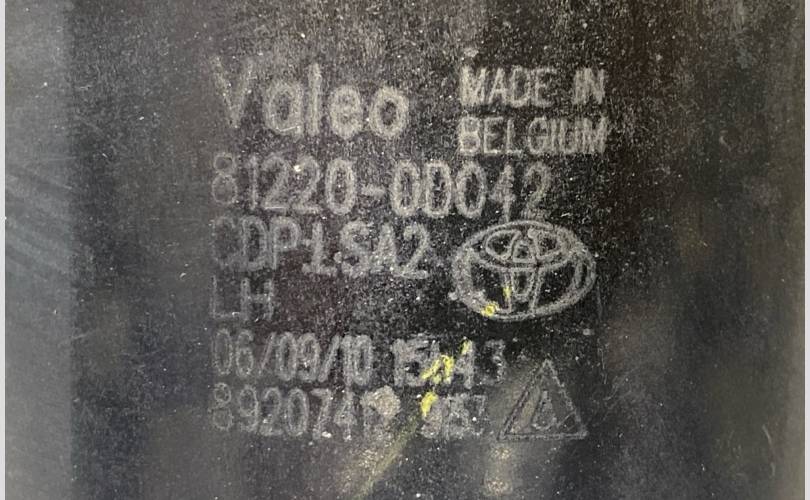 Valeo
MADE IN
BELGIUM
81220-0D042
CDP-LSA2
LH
06/09/10